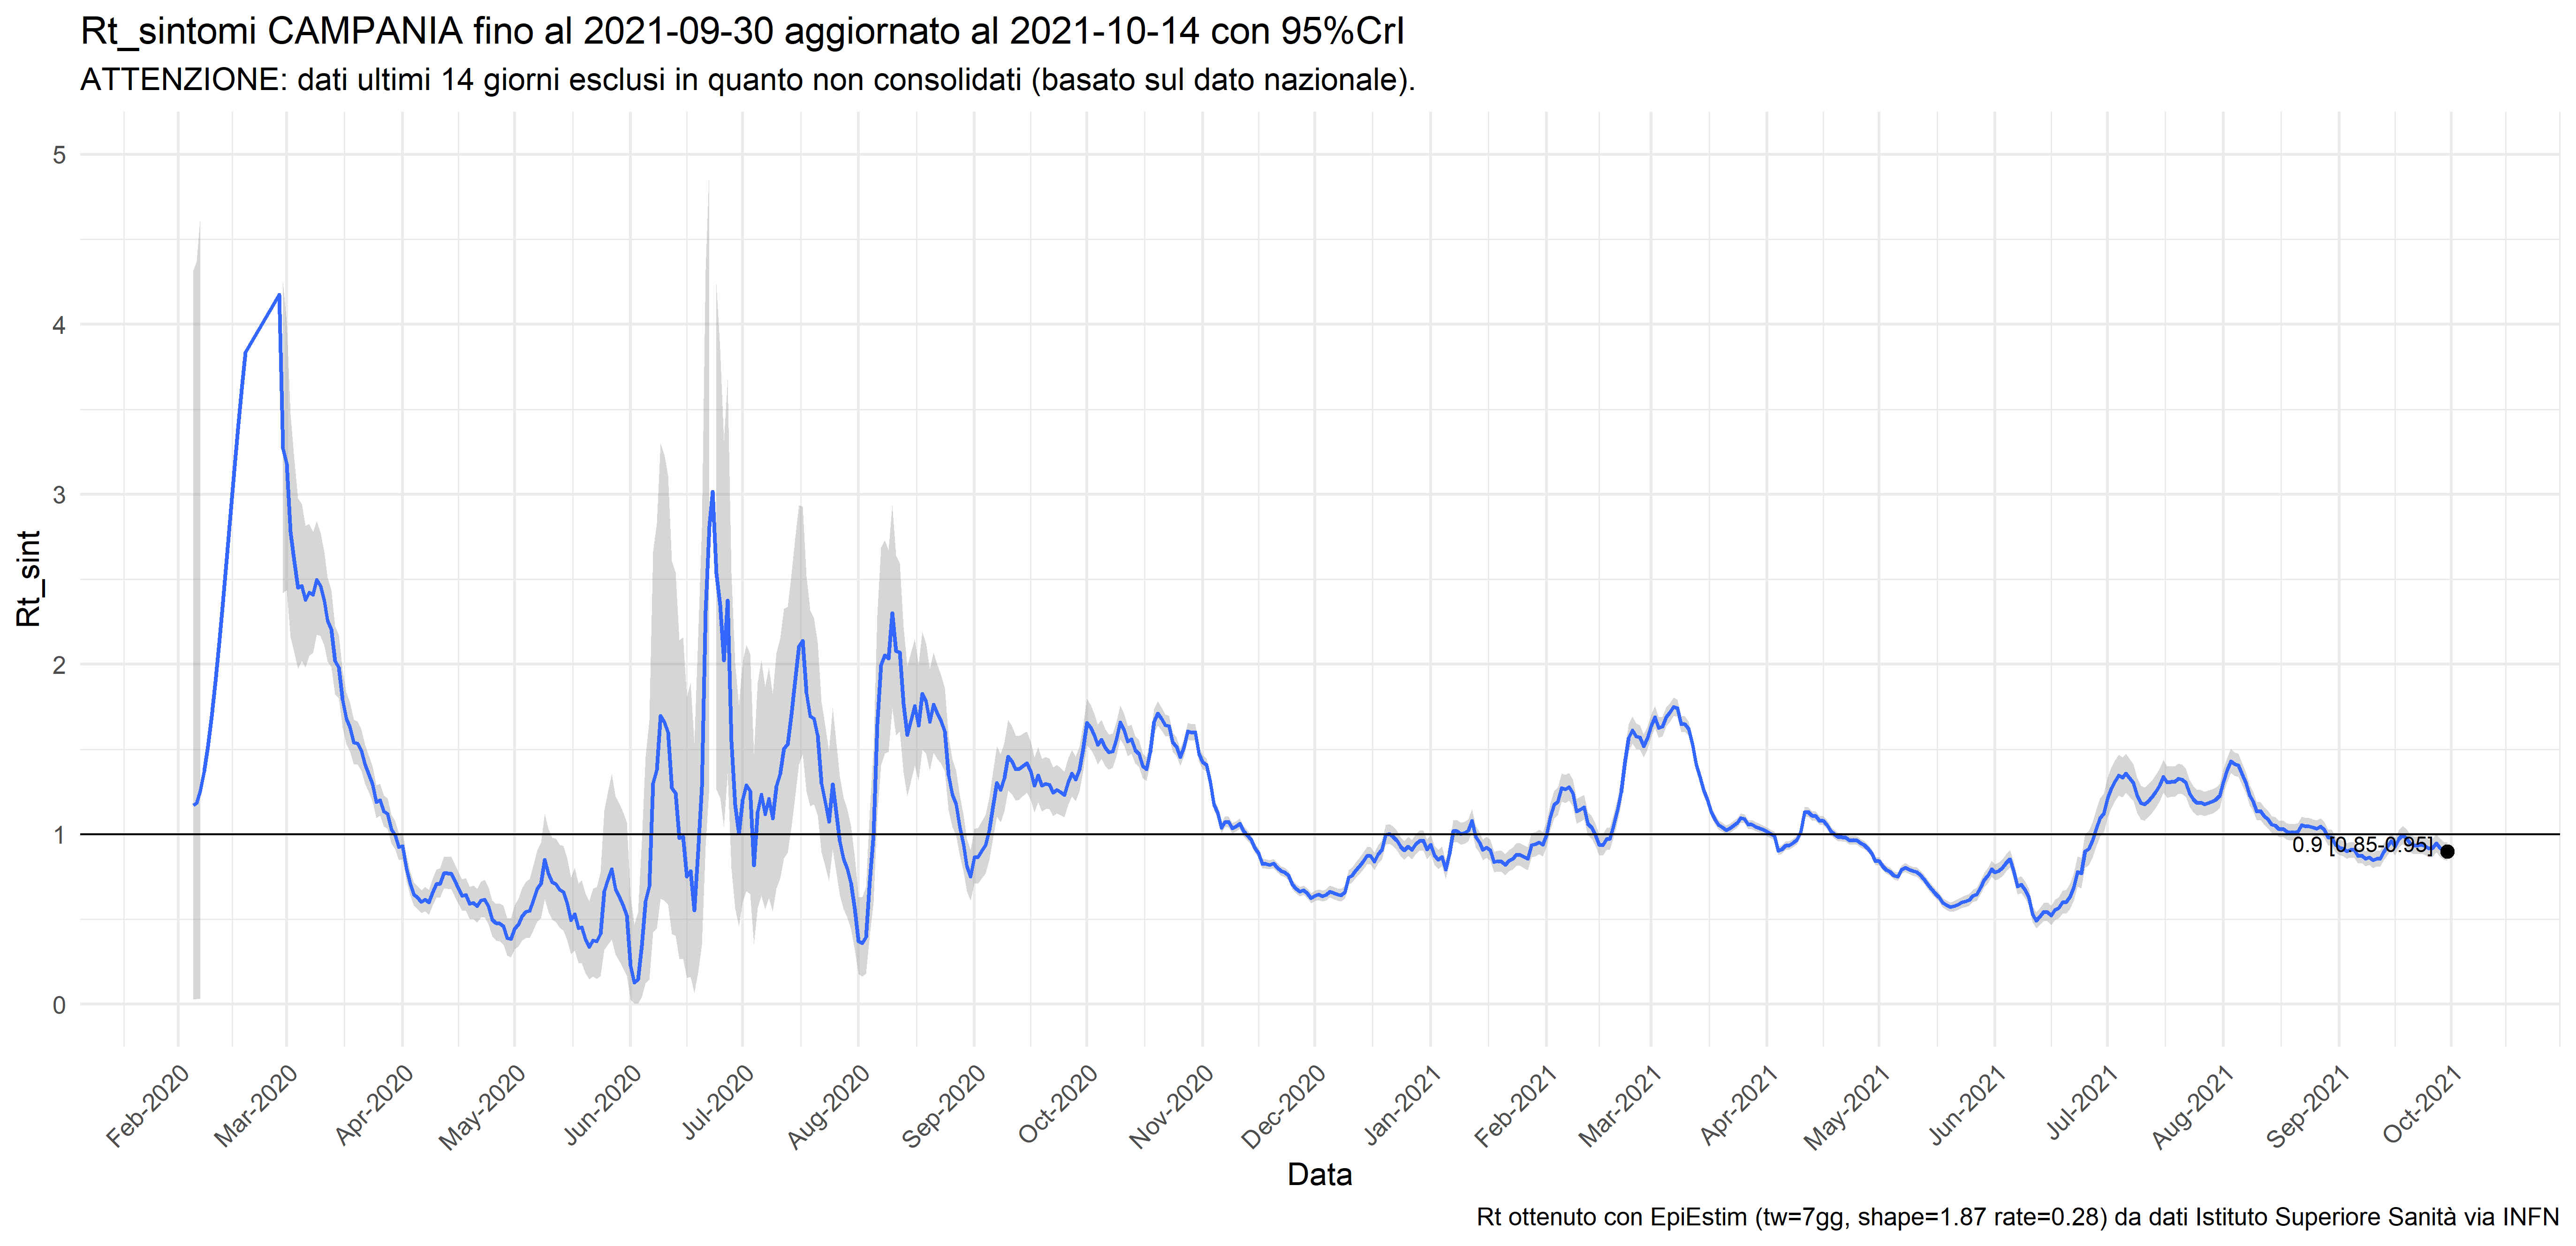 Rt_sintomi CAMPANIA fino al 2021-09-30 aggiornato al 2021-10-14 con 95%CrI
ATTENZIONE: dati ultimi 14 giorni esclusi in quanto non consolidati (basato sul dato nazionale).
5
4
3
2
1
0
Rt_sint
0.9 [0.85-0.95]
Feb-2020
Mar-2020
Apr-2020
May-2020
Jun-2020
Jul-2020
Aug-2020
Sep-2020
Oct-2020
Nov-2020
Dec-2020
Jan-2021
Feb-2021
Mar-2021
Apr-2021
May-2021
Jun-2021
Jul-2021
Aug-2021
Sep-2021
Oct-2021
Data
Rt ottenuto con EpiEstim (tw=7gg, shape=1.87 rate=0.28) da dati Istituto Superiore Sanità via INFN